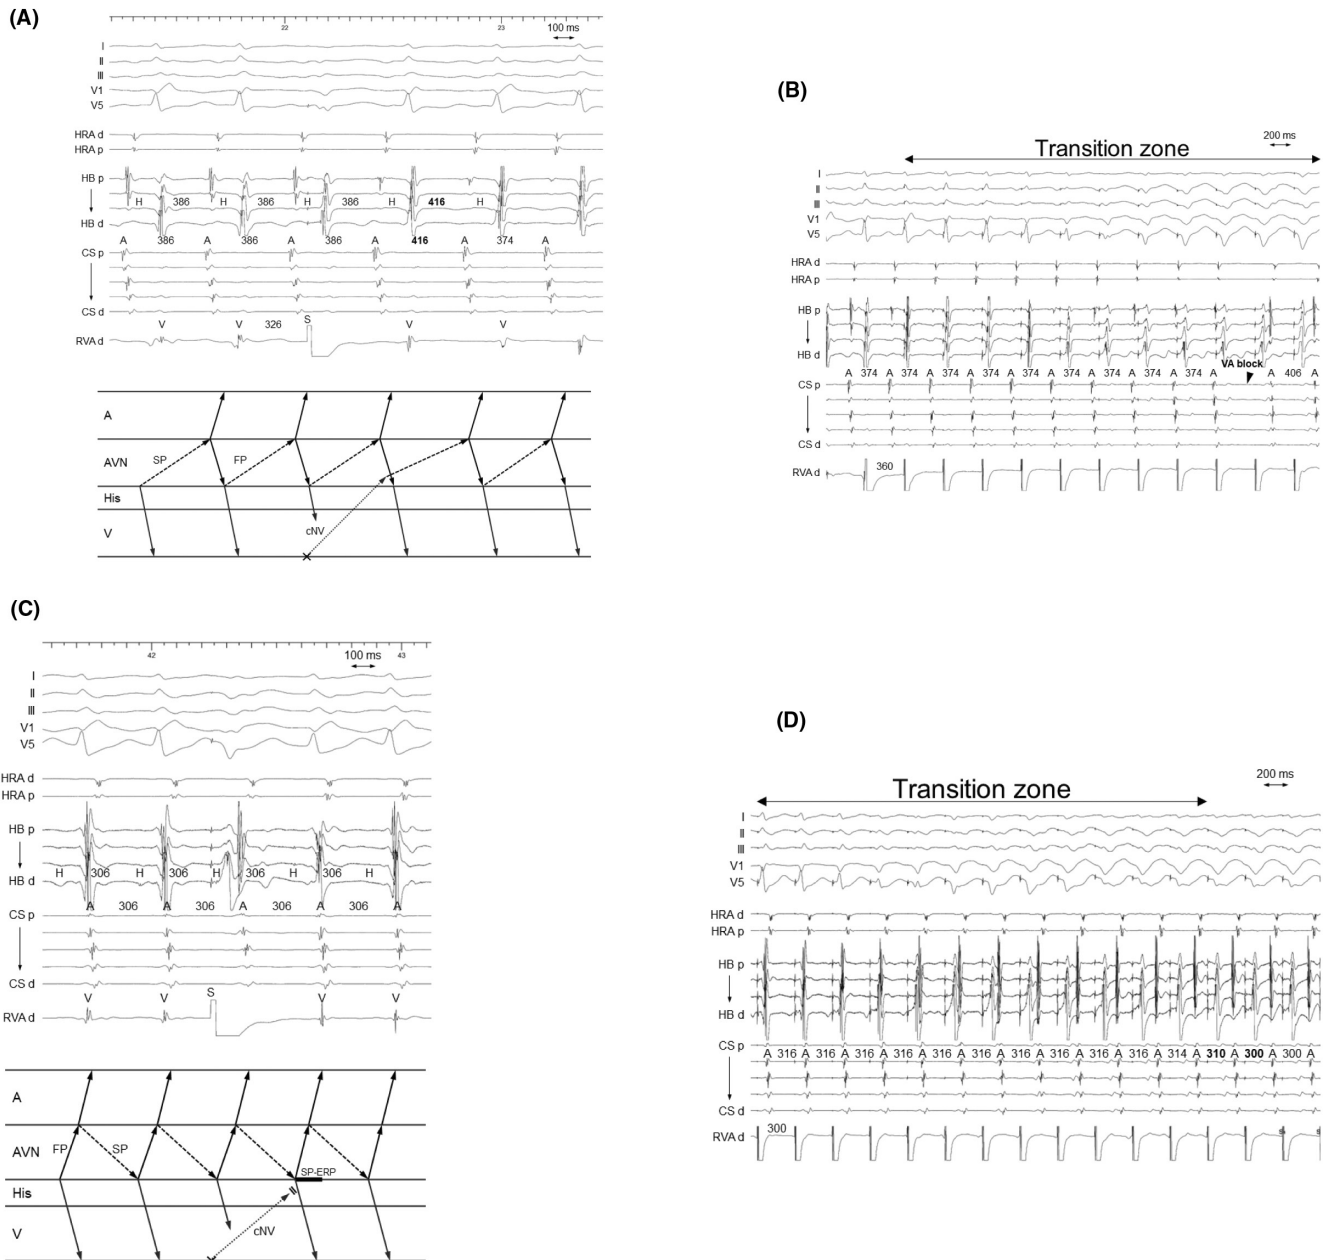 (A)
22 23
100 ms
I
II
III
V1
V5
HRA d
HRA p
HB p
H 386 H 386 H 386 H 416 H
HB d
A 386 A 386 A 386 A 416 A 374 A
CS p
CS d
V V 326 S V V
RVA d
A
AVN SP FP
His
V cNV
(B)
200 ms
Transition zone
I
II
III
V1
V5
HRA d
HRA p
HB p
HB d
VA block
A 374 A 374 A 374 A 374 A 374 A 374 A 374 A 374 A 374 A A 406 A
CS p
CS d
360
RVA d
(C)
42 43
100 ms
I
II
III
V1
V5
HRA d
HRA p
HB p
H 306 H 306 H 306 H 306 H
HB d
A 306 A 306 A 306 A 306 A
CS p
CS d
V V S V V
RVA d
A
AVN FP SP
SP-ERP
His
V cNV
(D)
200 ms
Transition zone
I
II
III
V1
V5
HRA d
HRA p
HB p
HB d
CS p
A 316 A 316 A 316 A 316 A 316 A 316 A 316 A 316 A 316 A 316 A 314 A 310 A 300 A 300 A
CS d
300
RVA d